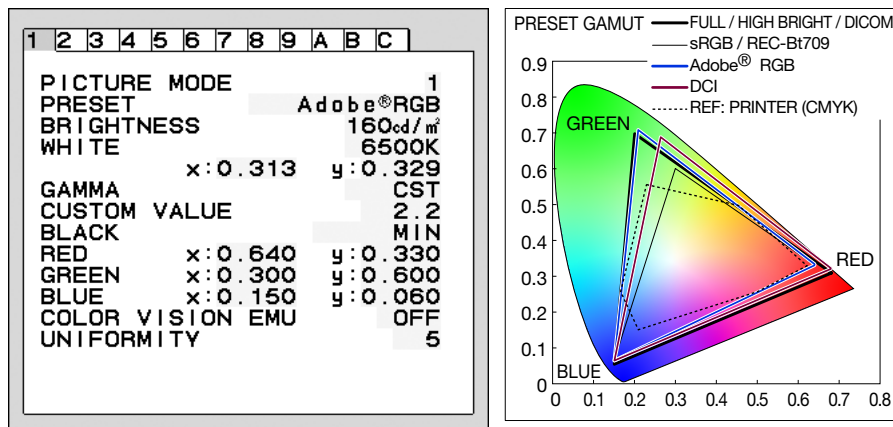 1 2 3 4 5 6 7 8 9 A B C
PICTURE MODE 1
PRESET Adobe®RGB
BRIGHTNESS 160cd/㎡
WHITE 6500K
x:0.313 y:0.329
GAMMA CST
CUSTOM VALUE 2.2
BLACK MIN
RED x:0.640 y:0.330
GREEN x:0.300 y:0.600
BLUE x:0.150 y:0.060
COLOR VISION EMU OFF
UNIFORMITY 5
PRESET GAMUT
FULL / HIGH BRIGHT / DICOM
sRGB / REC-Bt709
Adobe® RGB
DCI
REF: PRINTER (CMYK)
0.9
0.8
0.7
0.6
0.5
0.4
0.3
0.2
0.1
0
GREEN
RED
BLUE
0 0.1 0.2 0.3 0.4 0.5 0.6 0.7 0.8